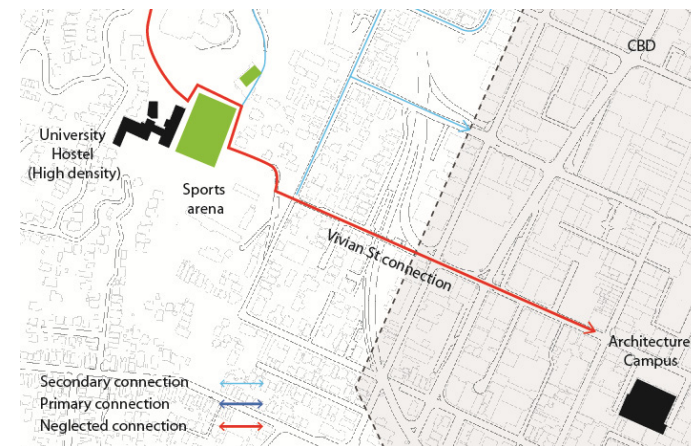 CBD
University
Hostel
(High density)
Sports
arena
Vivian St connection
Architecture
Campus
Secondary connection
Primary connection
Neglected connection